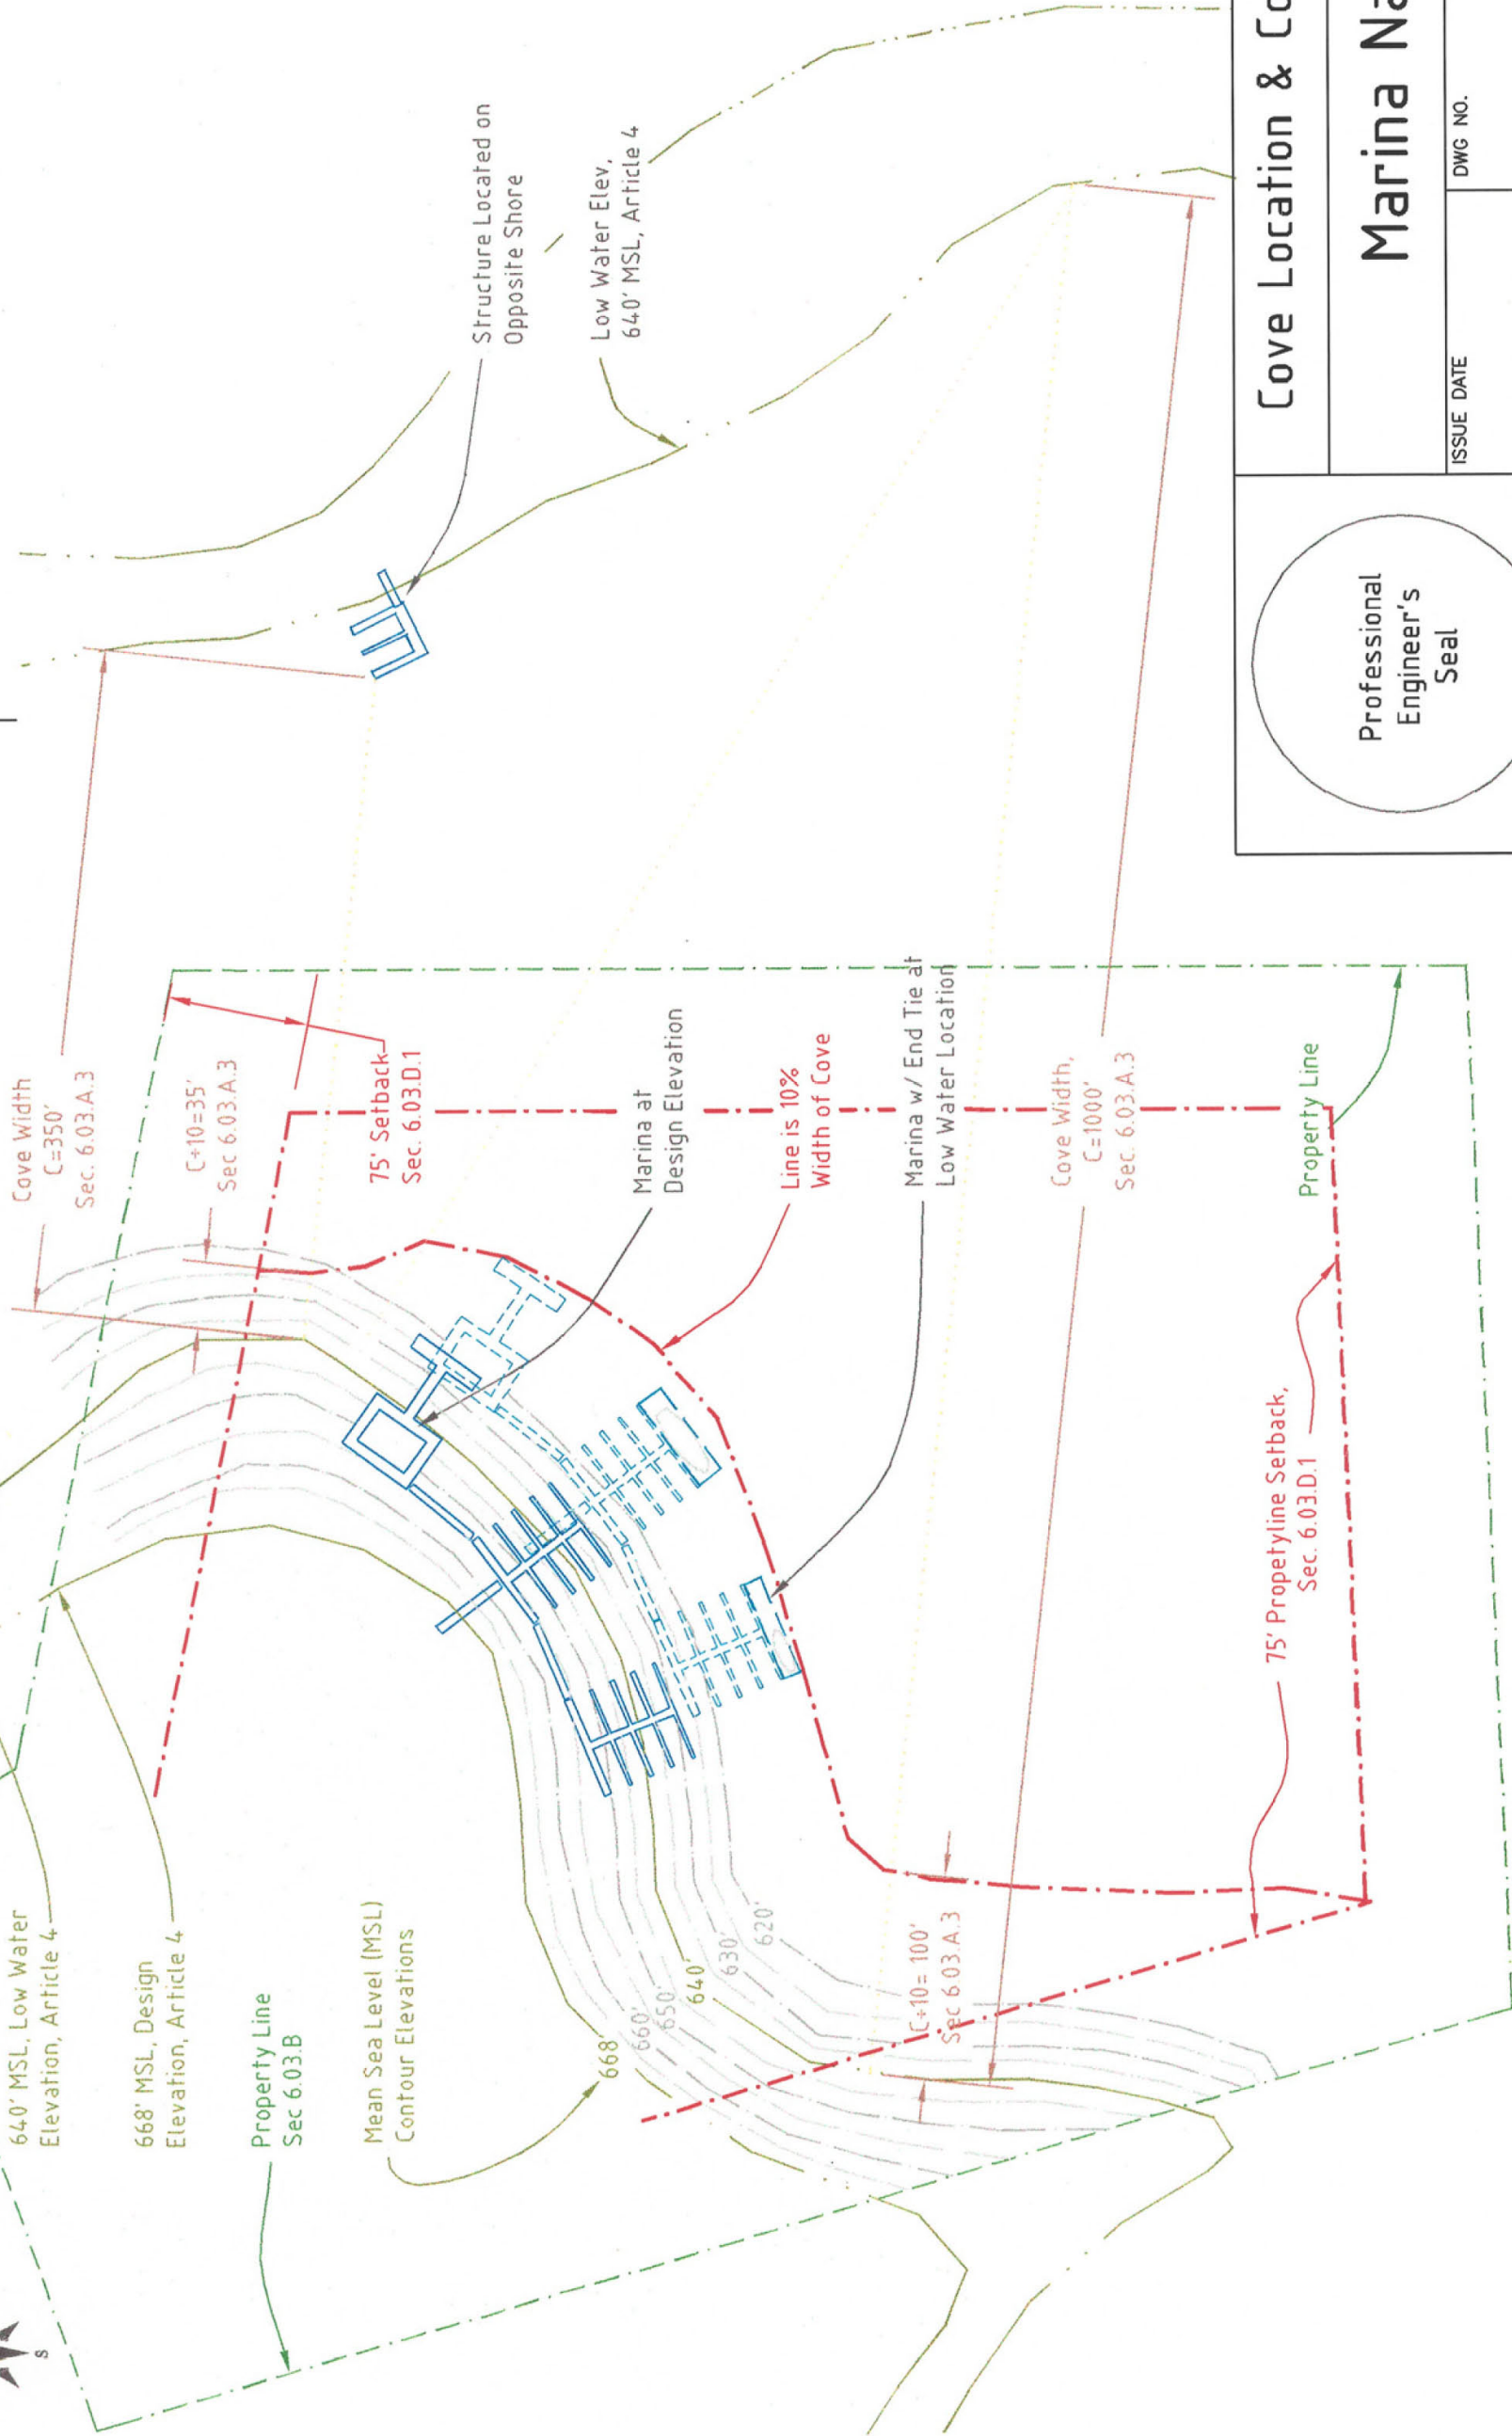 640' MSL, Low Water
Elevation, Article 4
668' MSL, Design
Elevation, Article 4
Property Line
Sec 6.03.B
Mean Sea Level (MSL)
Contour Elevations
668'
660'
650'
640'
630'
620'
S
Cove Width
C=350'
Sec. 6.03.A.3
C÷10=35'
Sec 6.03.A.3
75' Setback
Sec. 6.03.D.1
Marina at
Design Elevation
Line is 10%
Width of Cove
Marina w/ End Tie at
Low Water Location
Cove Width,
C=1000'
Sec. 6.03.A.3
C÷10=100'
Sec 6.03.A.3
75' Propetyline Setback,
Sec. 6.03.D.1
Property Line
Structure Located on
Opposite Shore
Low Water Elev,
640' MSL, Article 4
Professional
Engineer's
Seal
Cove Location & Co
Marina Na
ISSUE DATE
DWG NO.